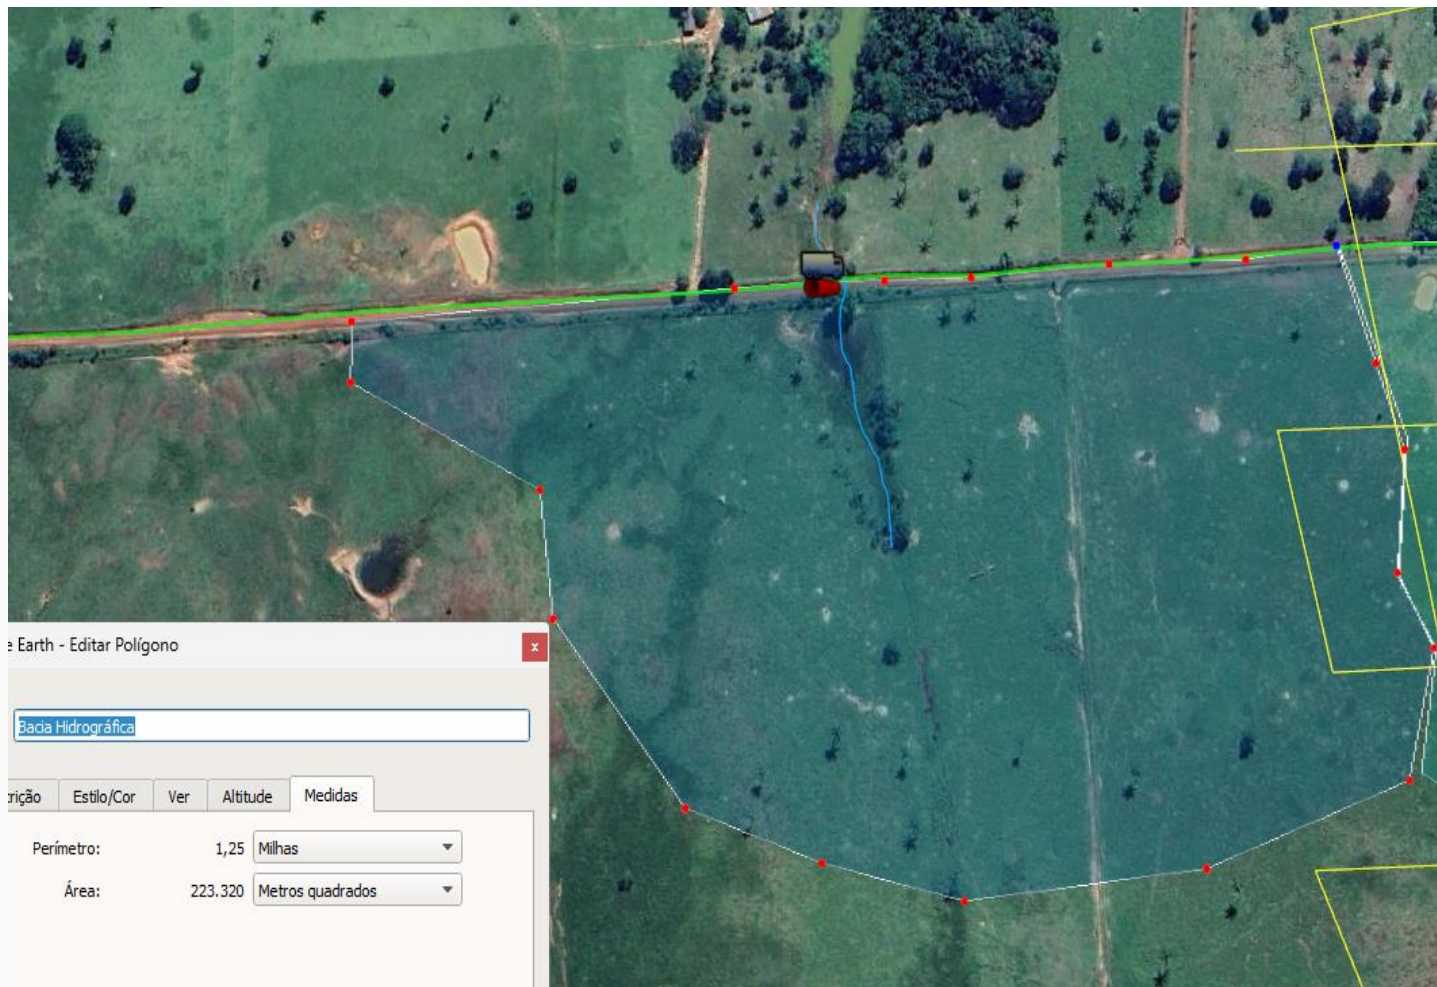 e Earth - Editar Polígono
x
Bacia Hidrográfica
rição Estilo/Cor Ver Altitude Medidas
Perímetro: 1,25 Milhas
Área: 223.320 Metros quadrados